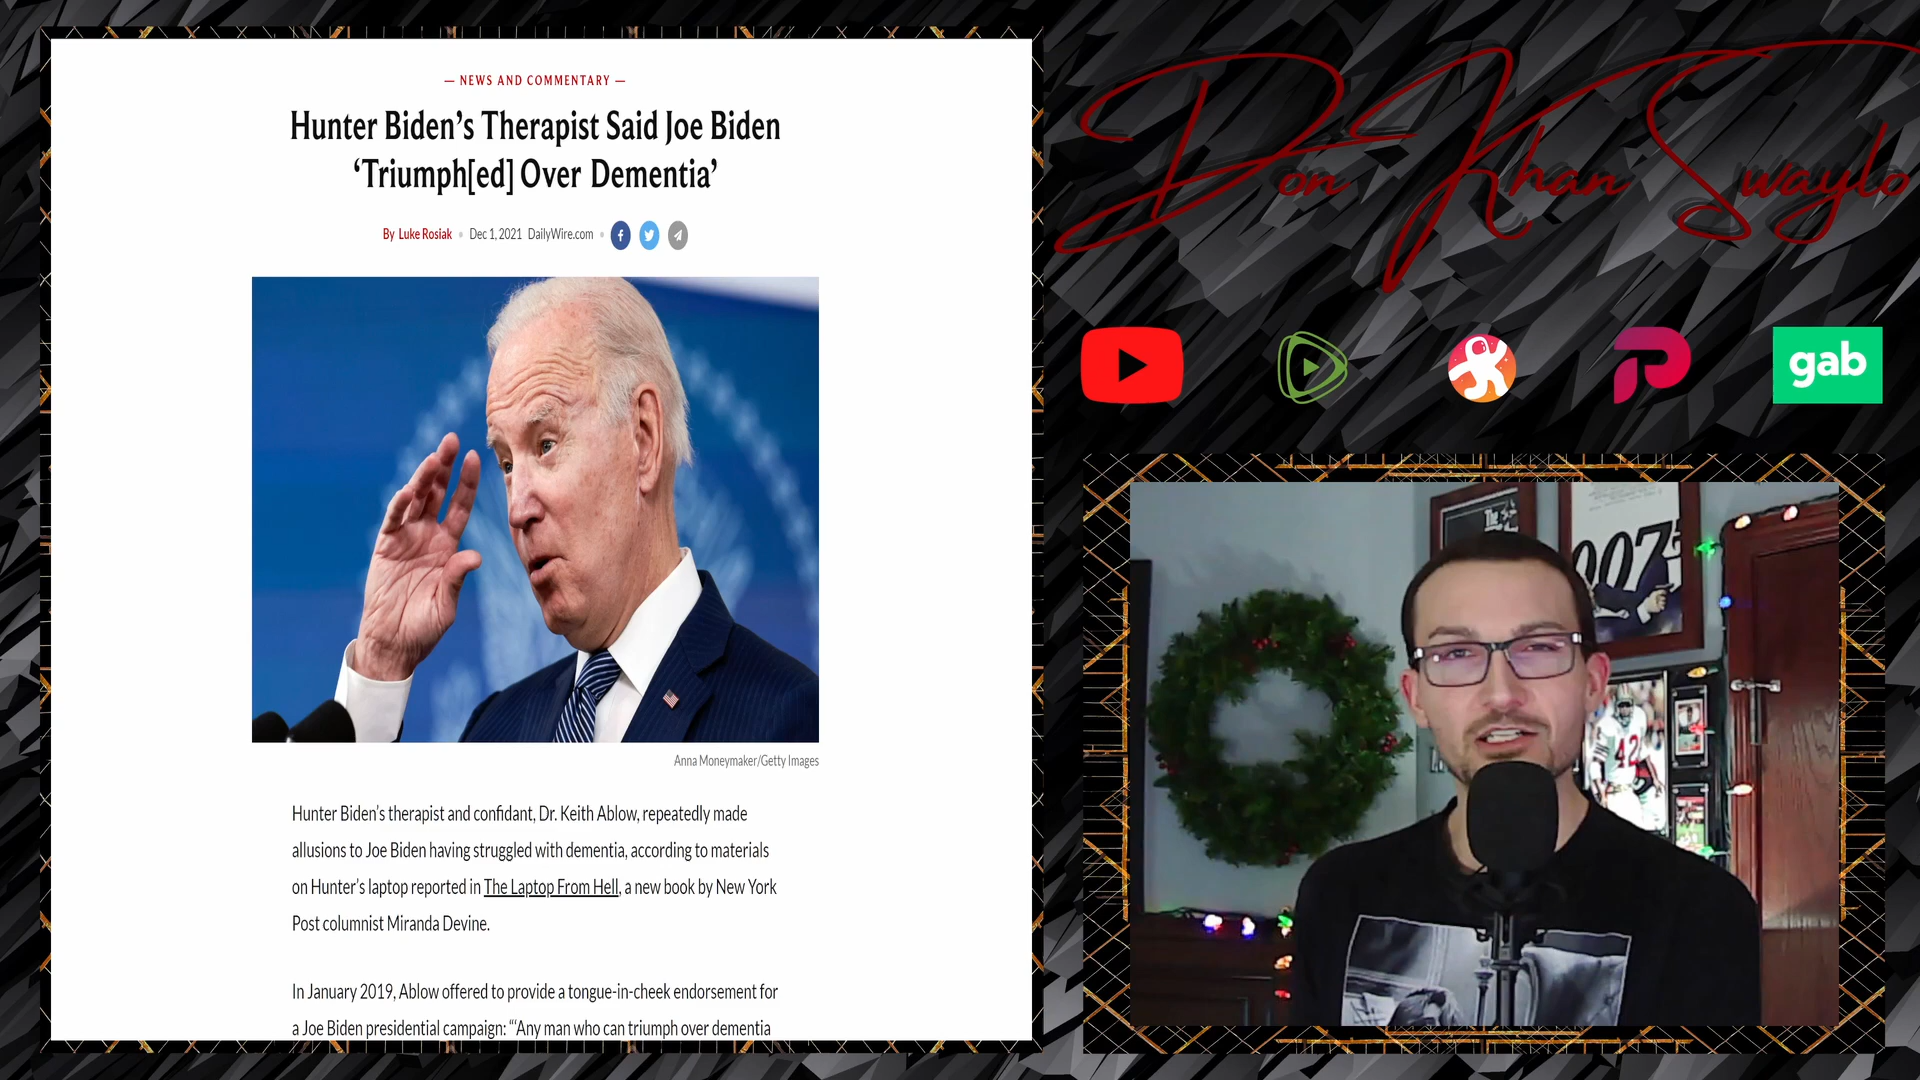 — NEWS AND COMMENTARY —
Hunter Biden's Therapist Said Joe Biden
‘Triumph[ed] Over Dementia’
By Luke Rosiak • Dec 1, 2021 DailyWire.com •
Anna Moneymaker/Getty Images
Hunter Biden's therapist and confidant, Dr. Keith Ablow, repeatedly made
allusions to Joe Biden having struggled with dementia, according to materials
on Hunter's laptop reported in The Laptop From Hell, a new book by New York
Post columnist Miranda Devine.
In January 2019, Ablow offered to provide a tongue-in-cheek endorsement for
a Joe Biden presidential campaign: “‘Any man who can triumph over dementia
Don Khan Swaylo
gab
The
007
42